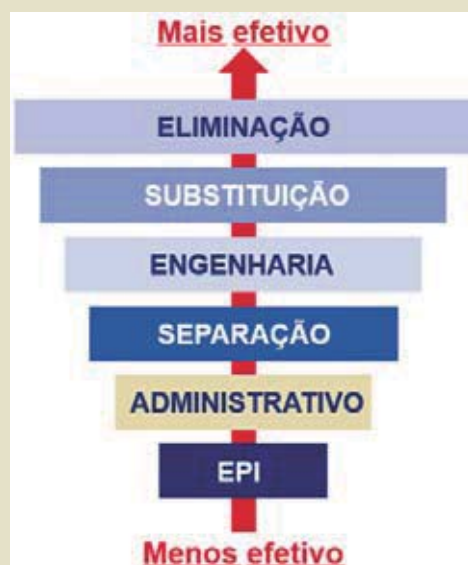 Mais efetivo
ELIMINAÇÃO
SUBSTITUIÇÃO
ENGENHARIA
SEPARAÇÃO
ADMINISTRATIVO
EPI
Menos efetivo